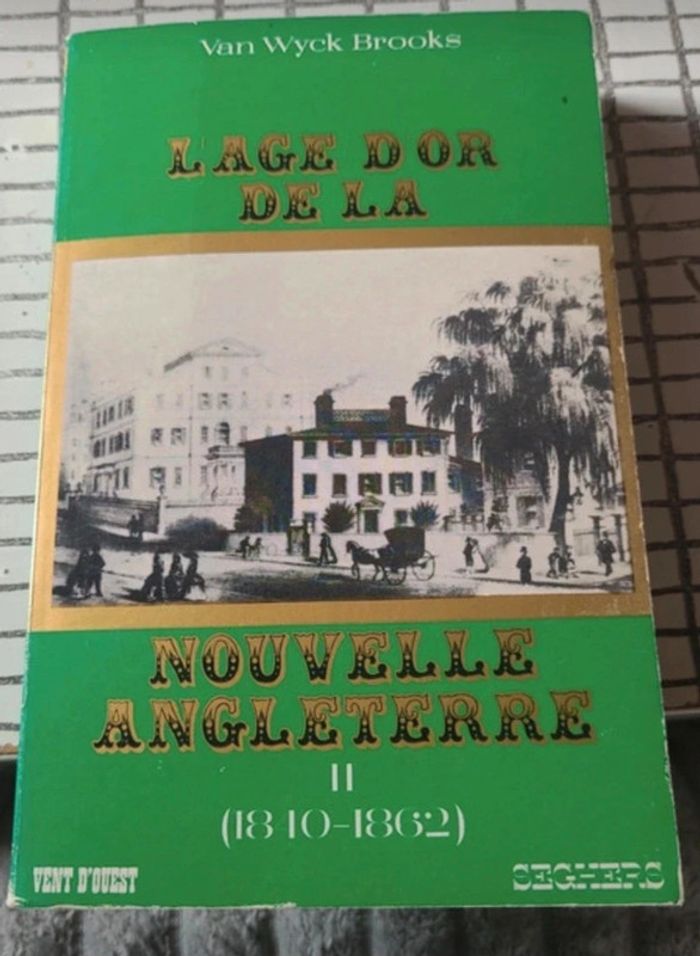 Van Wyck Brooks
L'AGE D'OR
DE LA
NOUVELLE
ANGLETERRE
II
(1840-1862)
VENT D'OUEST
SEGHERS